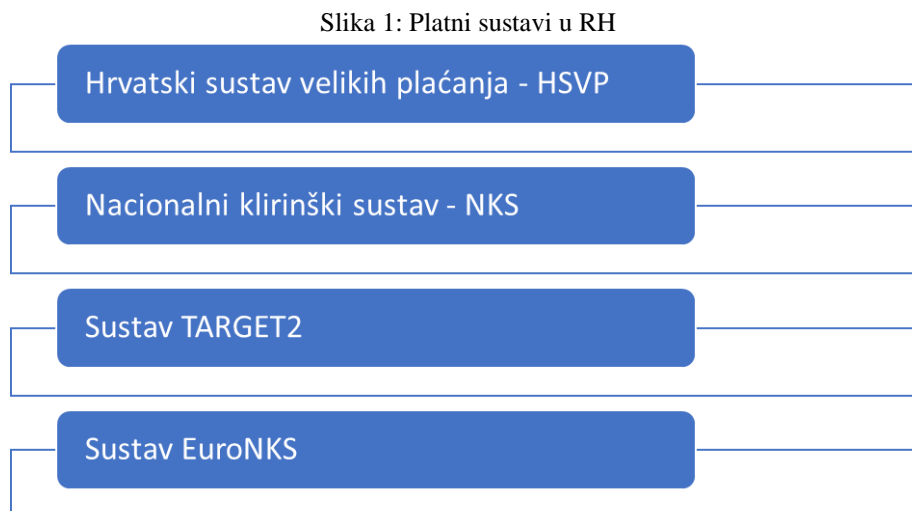 Slika 1: Platni sustavi u RH
Hrvatski sustav velikih plaćanja - HSVP
Nacionalni klirinški sustav - NKS
Sustav TARGET2
Sustav EuroNKS